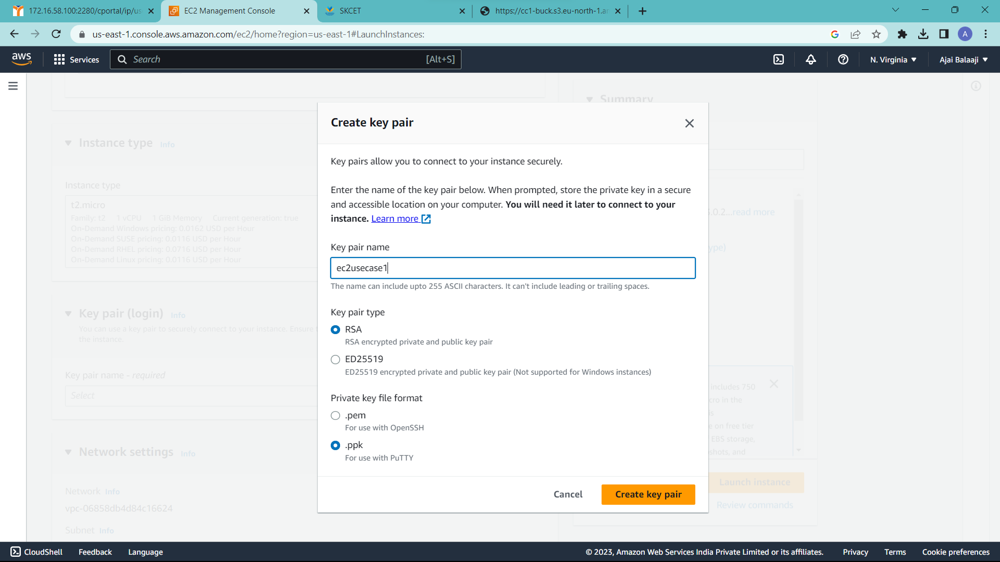 172.16.58.100:2280/cportal/ip/us
EC2 Management Console
SKCET
https://cc1-buck.s3.eu-north-1.ar
us-east-1.console.aws.amazon.com/ec2/home?region=us-east-1#LaunchInstances:
A
aws
Services
Search
[Alt+S]
N. Virginia
Ajai Balaaji
Summary
Create key pair
Instance type Info
Key pairs allow you to connect to your instance securely.
Instance type
Enter the name of the key pair below. When prompted, store the private key in a secure
and accessible location on your computer. You will need it later to connect to your
instance. Learn more
t2.micro
Family: t2 1 vCPU 1 GiB Memory Current generation: true
On-Demand Windows pricing: 0.0162 USD per Hour
On-Demand SUSE pricing: 0.0116 USD per Hour
On-Demand RHEL pricing: 0.0716 USD per Hour
On-Demand Linux pricing: 0.0116 USD per Hour
.0.2...read more
ype)
Key pair name
ec2usecase1
The name can include upto 255 ASCII characters. It can't include leading or trailing spaces.
Key pair (login) Info
You can use a key pair to securely connect to your instance. Ensure t
the instance.
Key pair type
RSA
RSA encrypted private and public key pair
ED25519
ED25519 encrypted private and public key pair (Not supported for Windows instances)
Key pair name - required
Select
includes 750
cro in the
is
e on free tier
EBS storage,
shots, and
Private key file format
.pem
For use with OpenSSH
.ppk
For use with PuTTY
Network settings Info
Launch instance
Review commands
Cancel
Create key pair
Network Info
vpc-06858db4d84c16624
Subnet Info
CloudShell
Feedback
Language
© 2023, Amazon Web Services India Private Limited or its affiliates.
Privacy
Terms
Cookie preferences